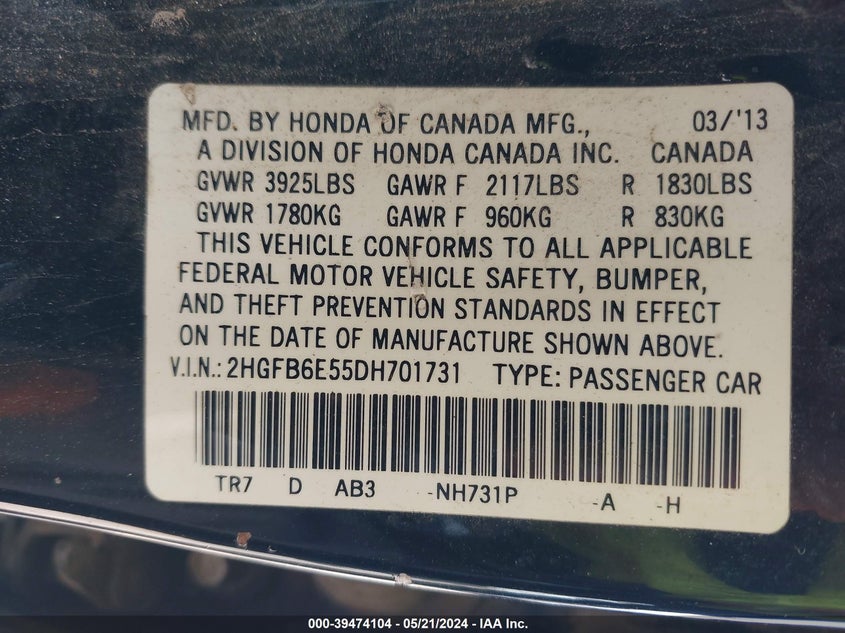 MFD. BY HONDA OF CANADA MFG., 03/'13
A DIVISION OF HONDA CANADA INC. CANADA
GVWR 3925LBS GAWR F 2117LBS R 1830LBS
GVWR 1780KG GAWR F 960KG R 830KG
THIS VEHICLE CONFORMS TO ALL APPLICABLE
FEDERAL MOTOR VEHICLE SAFETY, BUMPER,
AND THEFT PREVENTION STANDARDS IN EFFECT
ON THE DATE OF MANUFACTURE SHOWN ABOVE.
V.I.N.: 2HGFB6E55DH701731 TYPE: PASSENGER CAR
TR7 D AB3 -NH731P -A -H
000-39474104 — 05/21/2024 — IAA Inc.